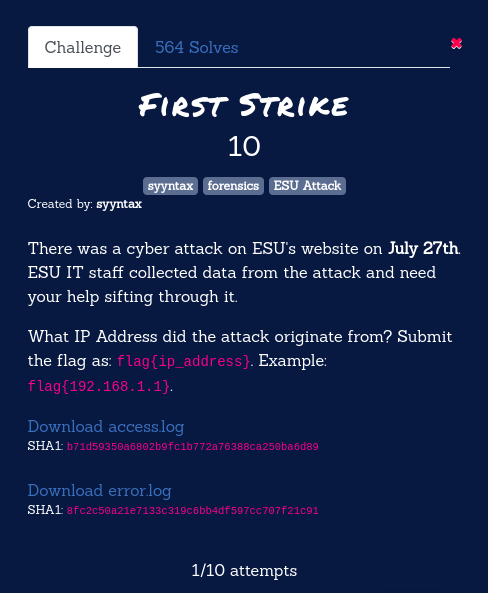 Challenge
564 Solves
✖
First Strike
10
syyntax forensics ESU Attack
Created by: syyntax
There was a cyber attack on ESU's website on July 27th.
ESU IT staff collected data from the attack and need
your help sifting through it.
What IP Address did the attack originate from? Submit
the flag as: flag{ip_address}. Example:
flag{192.168.1.1}.
Download access.log
SHA1: b71d59350a6802b9fc1b772a76388ca250ba6d89
Download error.log
SHA1: 8fc2c50a21e7133c319c6bb4df597cc707f21c91
1/10 attempts